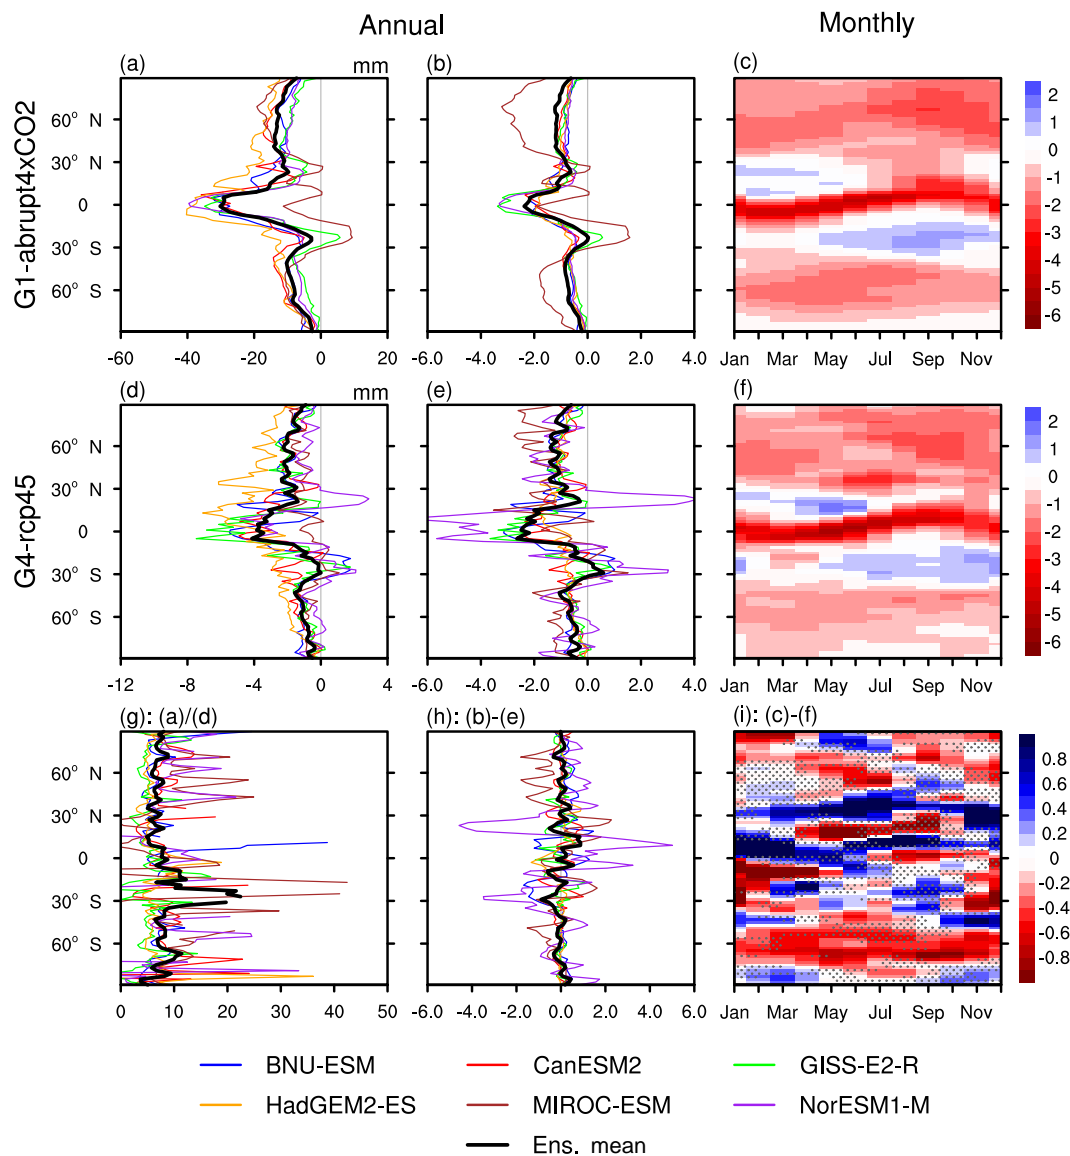 Annual
Monthly
(a)
mm
(b)
(c)
G1-abrupt4xCO2
60° N
30° N
0
30° S
60° S
2
1
0
-1
-2
-3
-4
-5
-6
-60 -40 -20 0 20
-4.0 -2.0 0.0 2.0 4.0
Jan Mar May Jul Sep Nov
(d)
mm
(e)
(f)
G4-rcp45
60° N
30° N
0
30° S
60° S
2
1
0
-1
-2
-3
-4
-5
-6
-12 -8 -4 0 4
-6.0 -4.0 -2.0 0.0 2.0 4.0
Jan Mar May Jul Sep Nov
(g): (a)/(d)
(h): (b)-(e)
(i): (c)-(f)
60° N
30° N
0
30° S
60° S
0.8
0.6
0.4
0.2
0
-0.2
-0.4
-0.6
-0.8
0 10 20 30 40 50
-6.0 -4.0 -2.0 0.0 2.0 4.0 6.0
Jan Mar May Jul Sep Nov
BNU-ESM CanESM2 GISS-E2-R
HadGEM2-ES MIROC-ESM NorESM1-M
Ens. mean